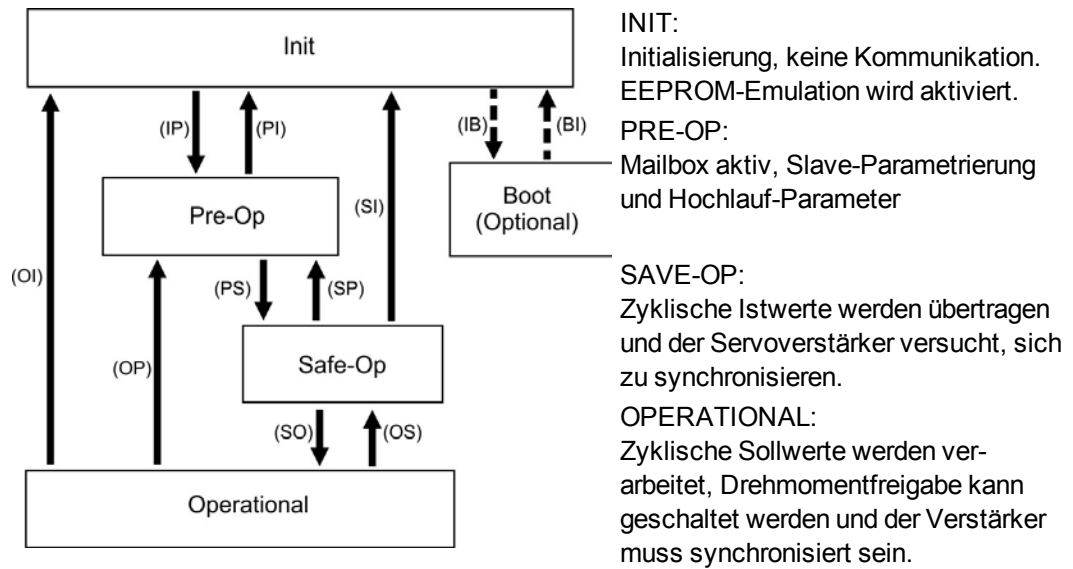 Init
(IP)
(PI)
(IB)
(BI)
Pre-Op
(SI)
Boot
(Optional)
(OI)
(PS)
(SP)
(OP)
Safe-Op
(SO)
(OS)
Operational
INIT:
Initialisierung, keine Kommunikation.
EEPROM-Emulation wird aktiviert.
PRE-OP:
Mailbox aktiv, Slave-Parametrierung
und Hochlauf-Parameter
SAVE-OP:
Zyklische Istwerte werden übertragen
und der Servoverstärker versucht, sich
zu synchronisieren.
OPERATIONAL:
Zyklische Sollwerte werden ver-
arbeitet, Drehmomentfreigabe kann
geschaltet werden und der Verstärker
muss synchronisiert sein.